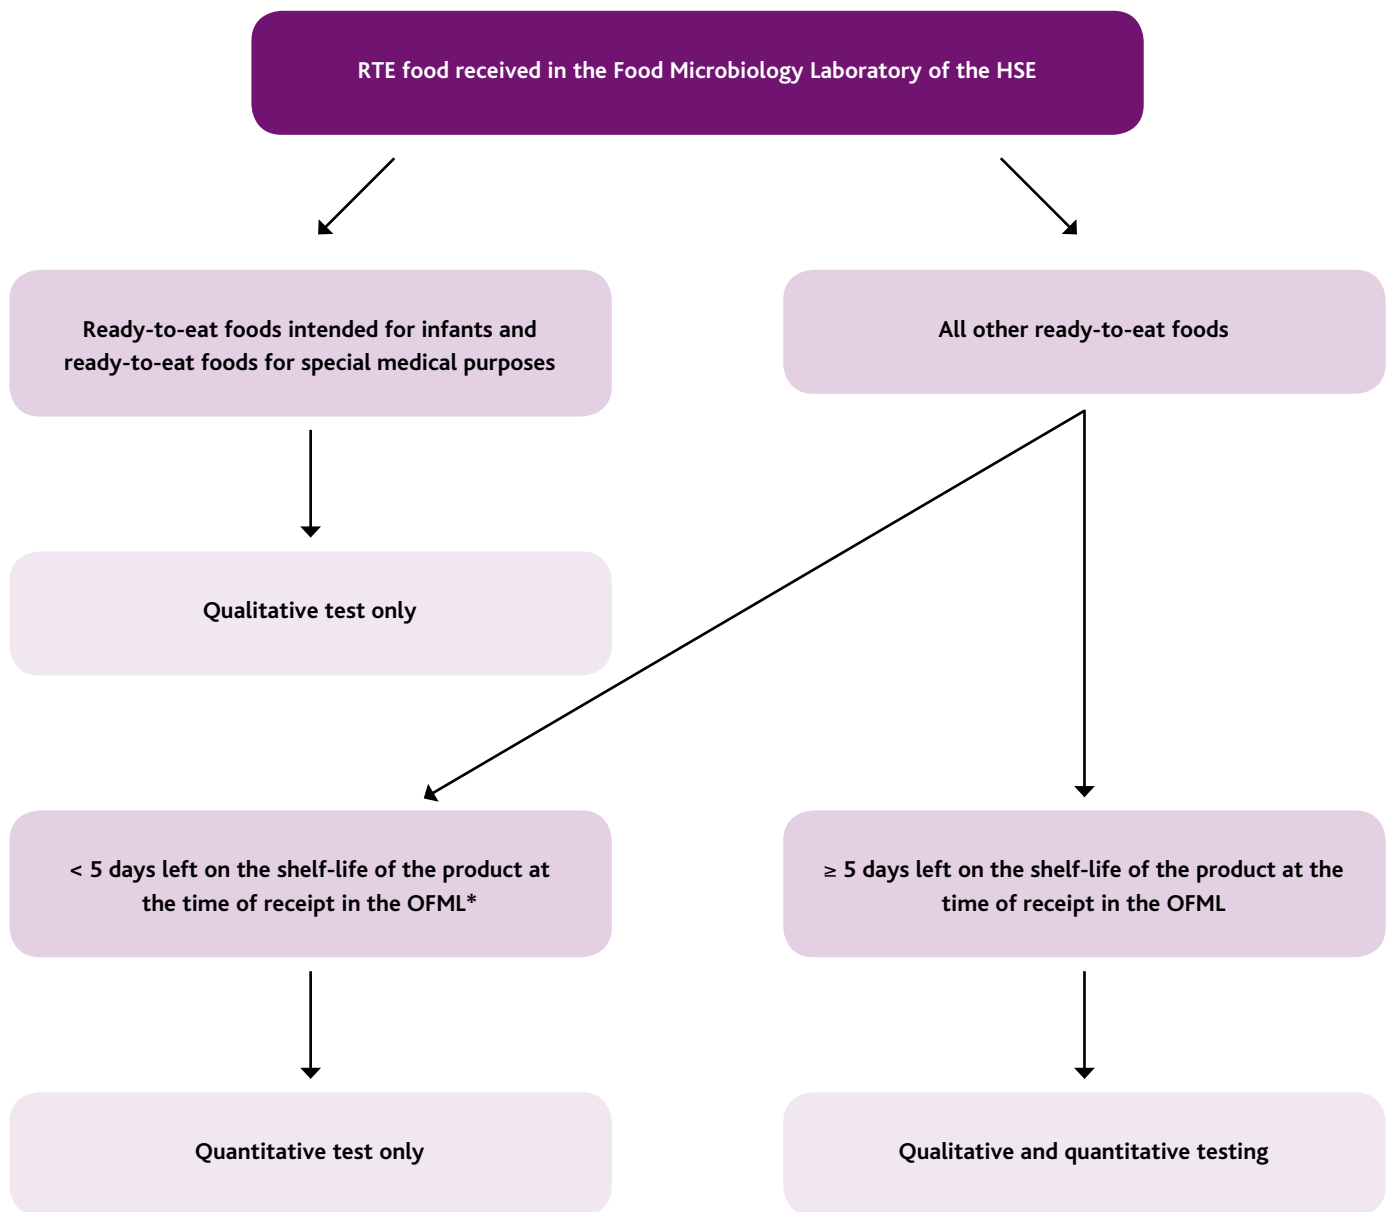 RTE food received in the Food Microbiology Laboratory of the HSE
Ready-to-eat foods intended for infants and
ready-to-eat foods for special medical purposes
All other ready-to-eat foods
Qualitative test only
< 5 days left on the shelf-life of the product at
the time of receipt in the OFML*
≥ 5 days left on the shelf-life of the product at the
time of receipt in the OFML
Quantitative test only
Qualitative and quantitative testing